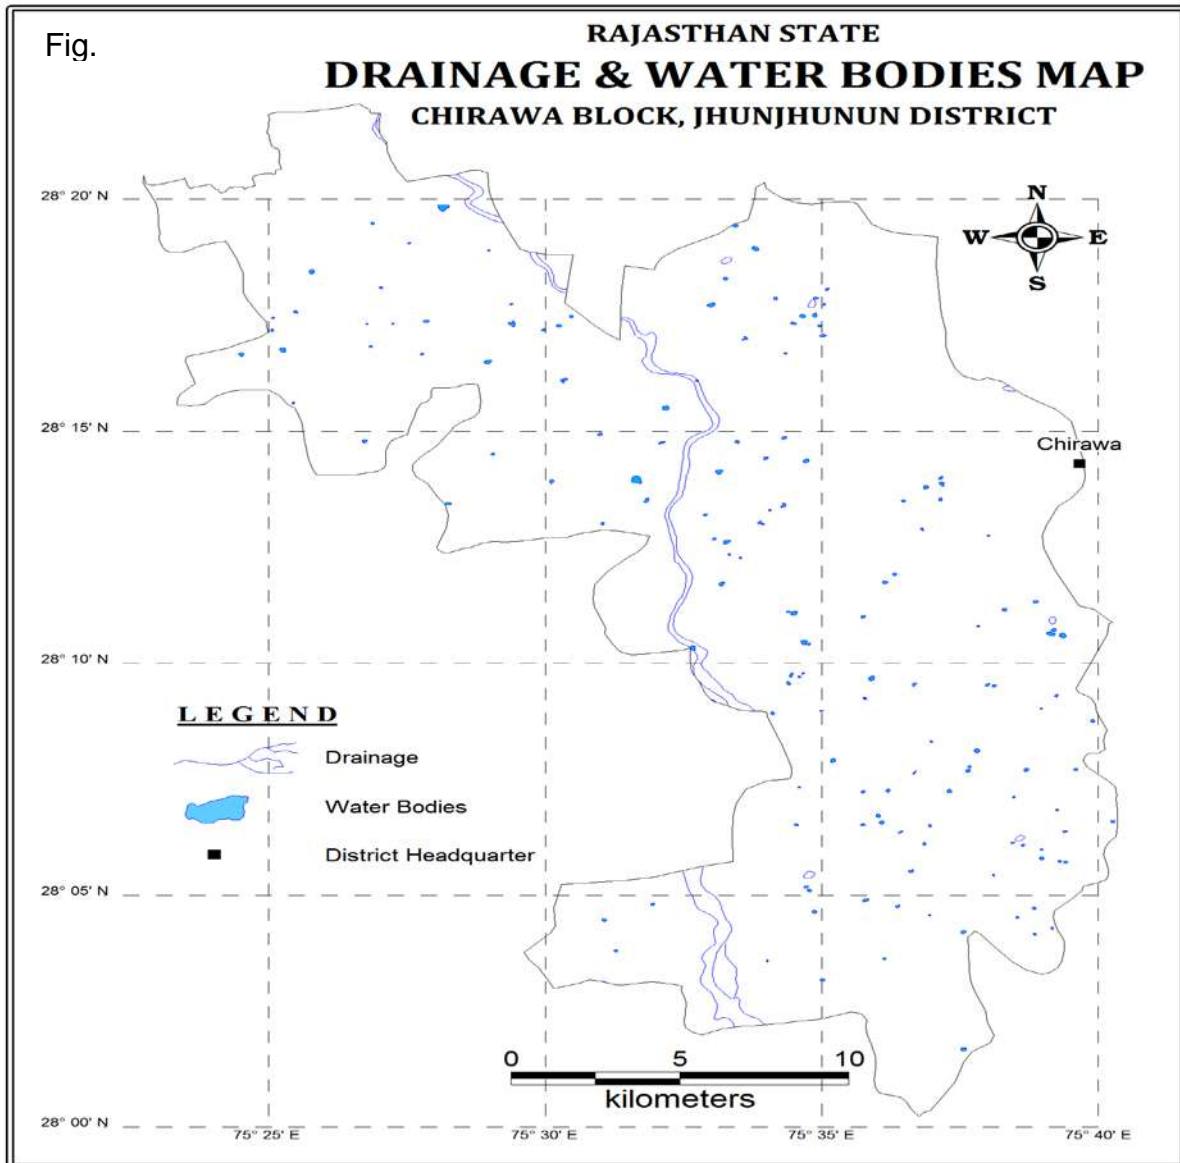 Fig.
RAJASTHAN STATE
DRAINAGE & WATER BODIES MAP
CHIRAWA BLOCK, JHUNJHUNUN DISTRICT
28° 20' N
N
W
E
S
28° 15' N
Chirawa
28° 10' N
LEGEND
Drainage
Water Bodies
District Headquarter
28° 05' N
0 5 10
kilometers
28° 00' N
75° 25' E 75° 30' E 75° 35' E 75° 40' E